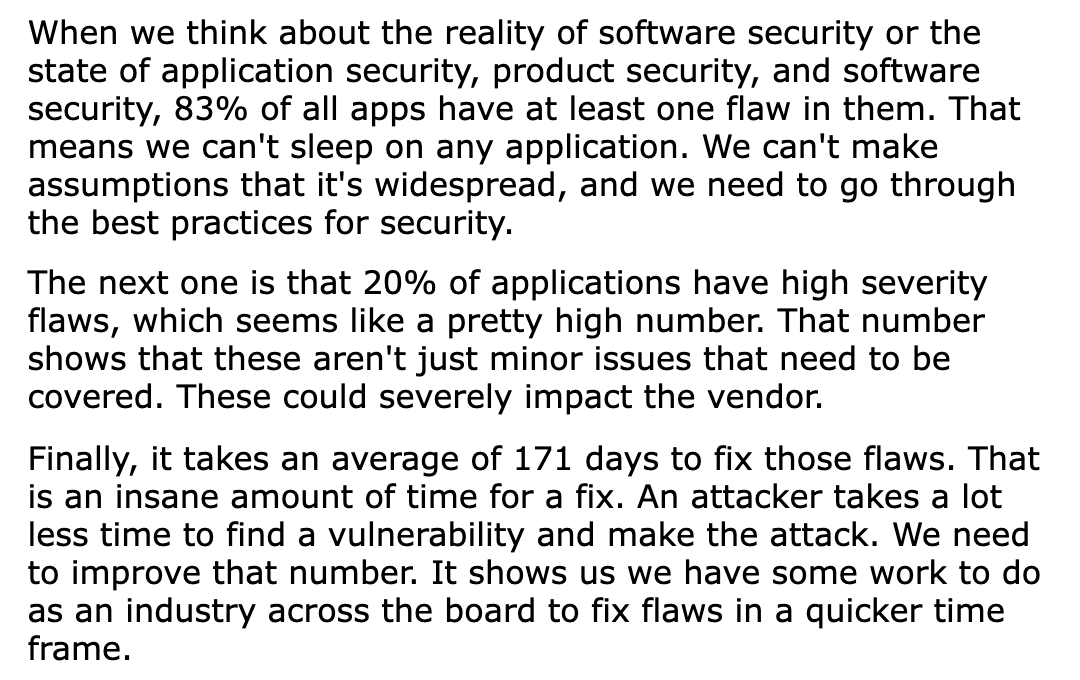 When we think about the reality of software security or the
state of application security, product security, and software
security, 83% of all apps have at least one flaw in them. That
means we can't sleep on any application. We can't make
assumptions that it's widespread, and we need to go through
the best practices for security.
The next one is that 20% of applications have high severity
flaws, which seems like a pretty high number. That number
shows that these aren't just minor issues that need to be
covered. These could severely impact the vendor.
Finally, it takes an average of 171 days to fix those flaws. That
is an insane amount of time for a fix. An attacker takes a lot
less time to find a vulnerability and make the attack. We need
to improve that number. It shows us we have some work to do
as an industry across the board to fix flaws in a quicker time
frame.